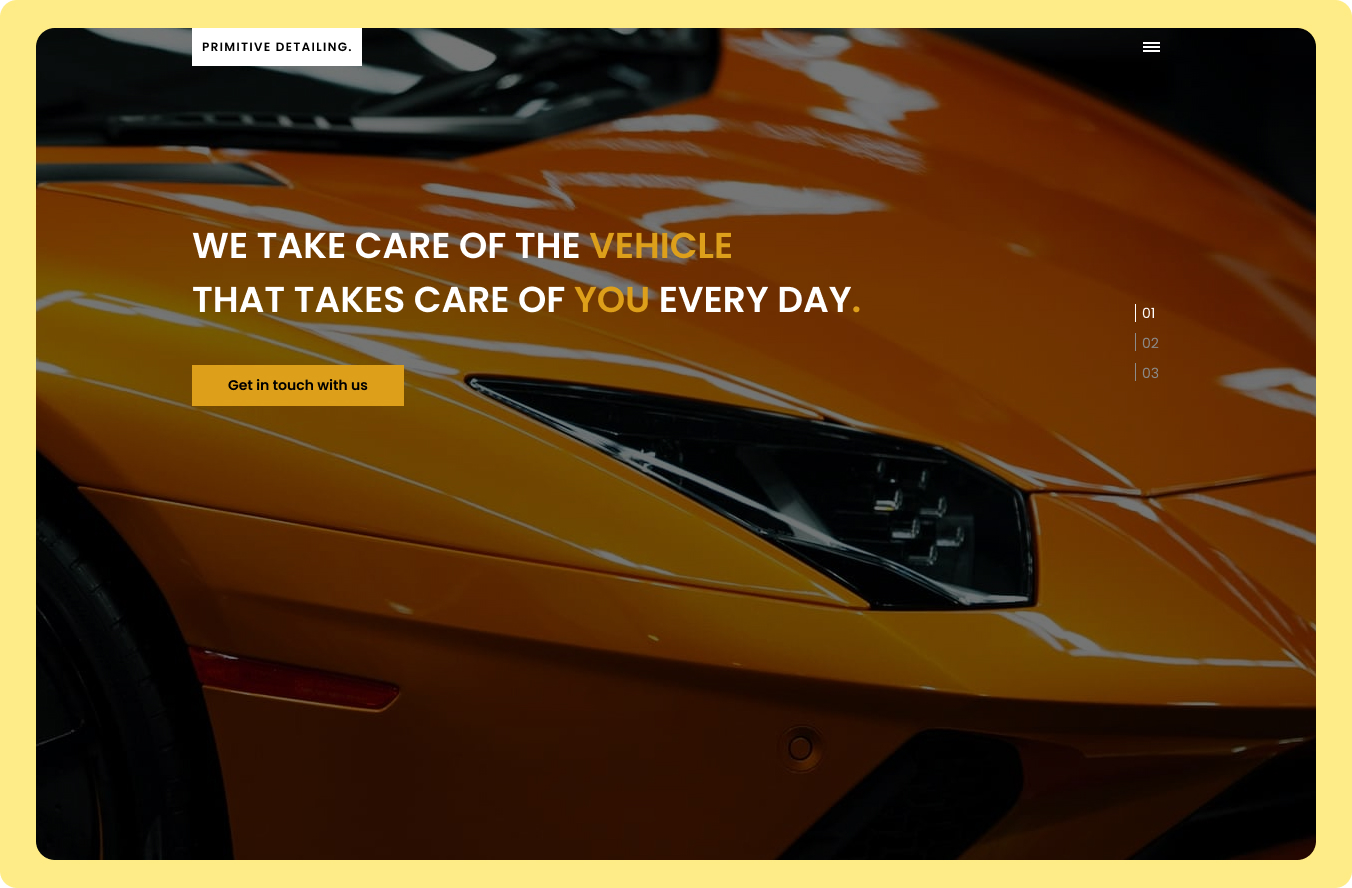 PRIMITIVE DETAILING.
WE TAKE CARE OF THE VEHICLE
THAT TAKES CARE OF YOU EVERY DAY.
01
02
03
Get in touch with us